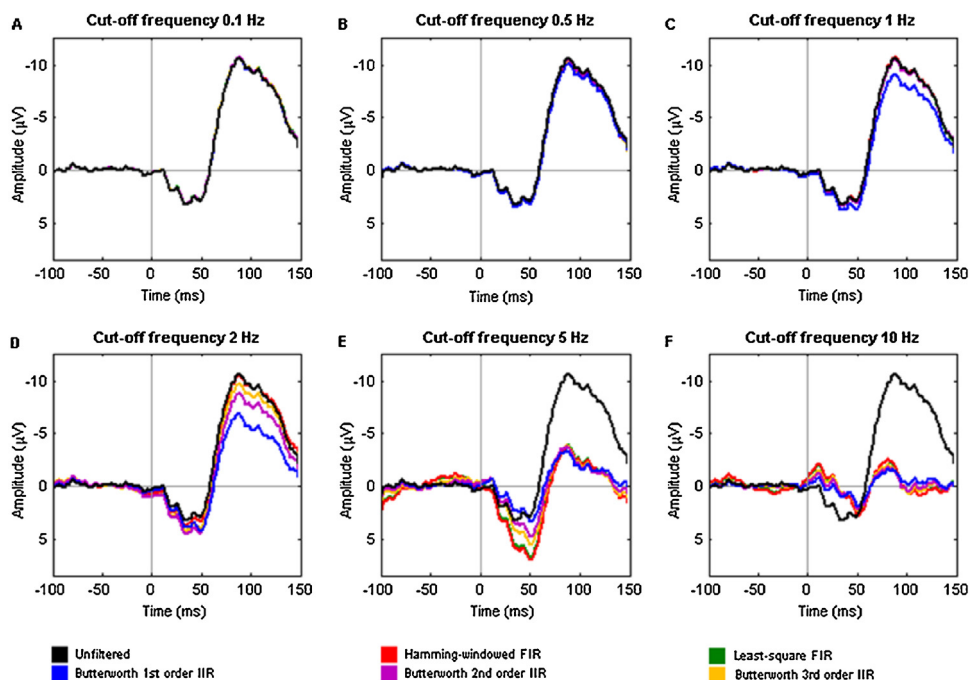 A Cut-off frequency 0.1 Hz
B Cut-off frequency 0.5 Hz
C Cut-off frequency 1 Hz
Amplitude (µV)
-10
-5
0
5
-100 -50 0 50 100 150
Time (ms)
Amplitude (µV)
-10
-5
0
5
-100 -50 0 50 100 150
Time (ms)
Amplitude (µV)
-10
-5
0
5
-100 -50 0 50 100 150
Time (ms)
D Cut-off frequency 2 Hz
E Cut-off frequency 5 Hz
F Cut-off frequency 10 Hz
Amplitude (µV)
-10
-5
0
5
-100 -50 0 50 100 150
Time (ms)
Amplitude (µV)
-10
-5
0
5
-100 -50 0 50 100 150
Time (ms)
Amplitude (µV)
-10
-5
0
5
-100 -50 0 50 100 150
Time (ms)
Unfiltered
Hamming-windowed FIR
Least-square FIR
Butterworth 1st order IIR
Butterworth 2nd order IIR
Butterworth 3rd order IIR